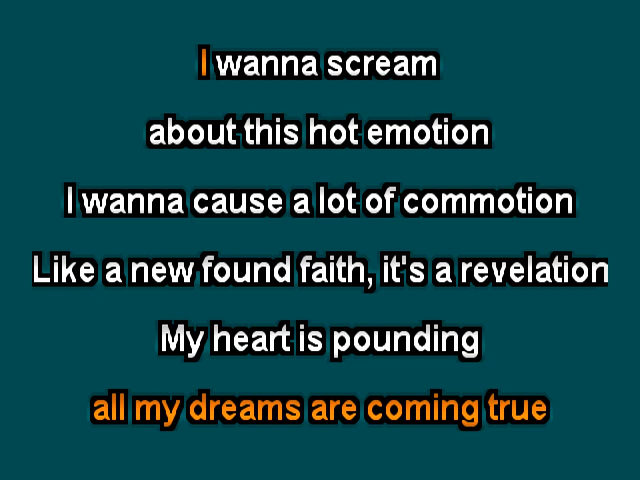 I wanna scream
about this hot emotion
I wanna cause a lot of commotion
Like a new found faith, it's a revelation
My heart is pounding
all my dreams are coming true